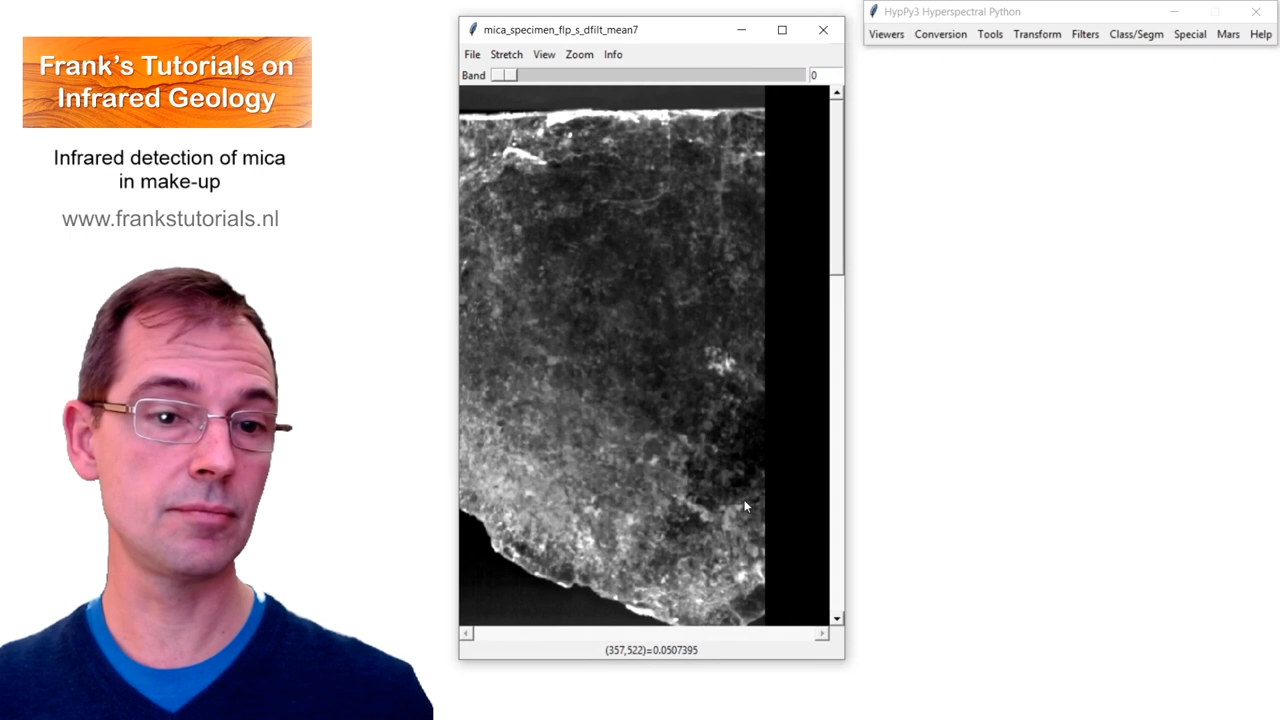 Frank's Tutorials on
Infrared Geology
Infrared detection of mica
in make-up
www.frankstutorials.nl
mica_specimen_flp_s_dfilt_mean7
File Stretch View Zoom Info
Band 0
(357,522)=0.0507395
HypPy3 Hyperspectral Python
Viewers Conversion Tools Transform Filters Class/Segm Special Mars Help